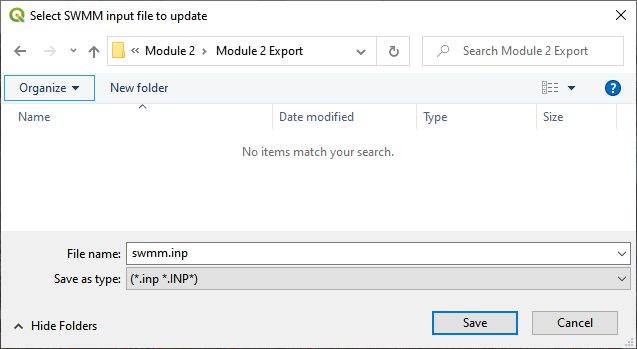 Select SWMM input file to update
« Module 2 > Module 2 Export
Search Module 2 Export
Organize
New folder
?
Name
Date modified
Type
Size
No items match your search.
File name: swmm.inp
Save as type: (*.inp *.INP*)
Hide Folders
Save
Cancel